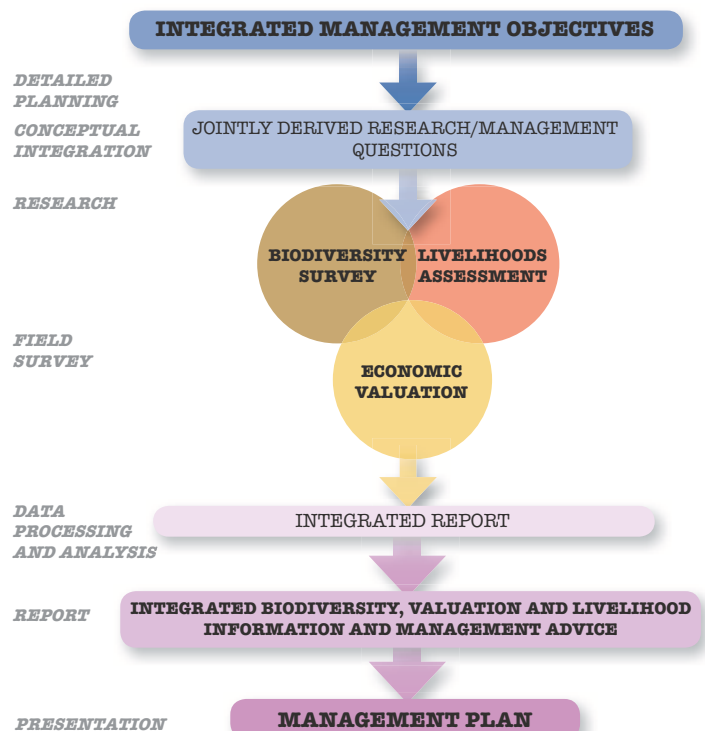 INTEGRATED MANAGEMENT OBJECTIVES
DETAILED
PLANNING
CONCEPTUAL
INTEGRATION
JOINTLY DERIVED RESEARCH/MANAGEMENT
QUESTIONS
RESEARCH
BIODIVERSITY
SURVEY
LIVELIHOODS
ASSESSMENT
FIELD
SURVEY
ECONOMIC
VALUATION
DATA
PROCESSING
AND ANALYSIS
INTEGRATED REPORT
REPORT
INTEGRATED BIODIVERSITY, VALUATION AND LIVELIHOOD
INFORMATION AND MANAGEMENT ADVICE
PRESENTATION
MANAGEMENT PLAN